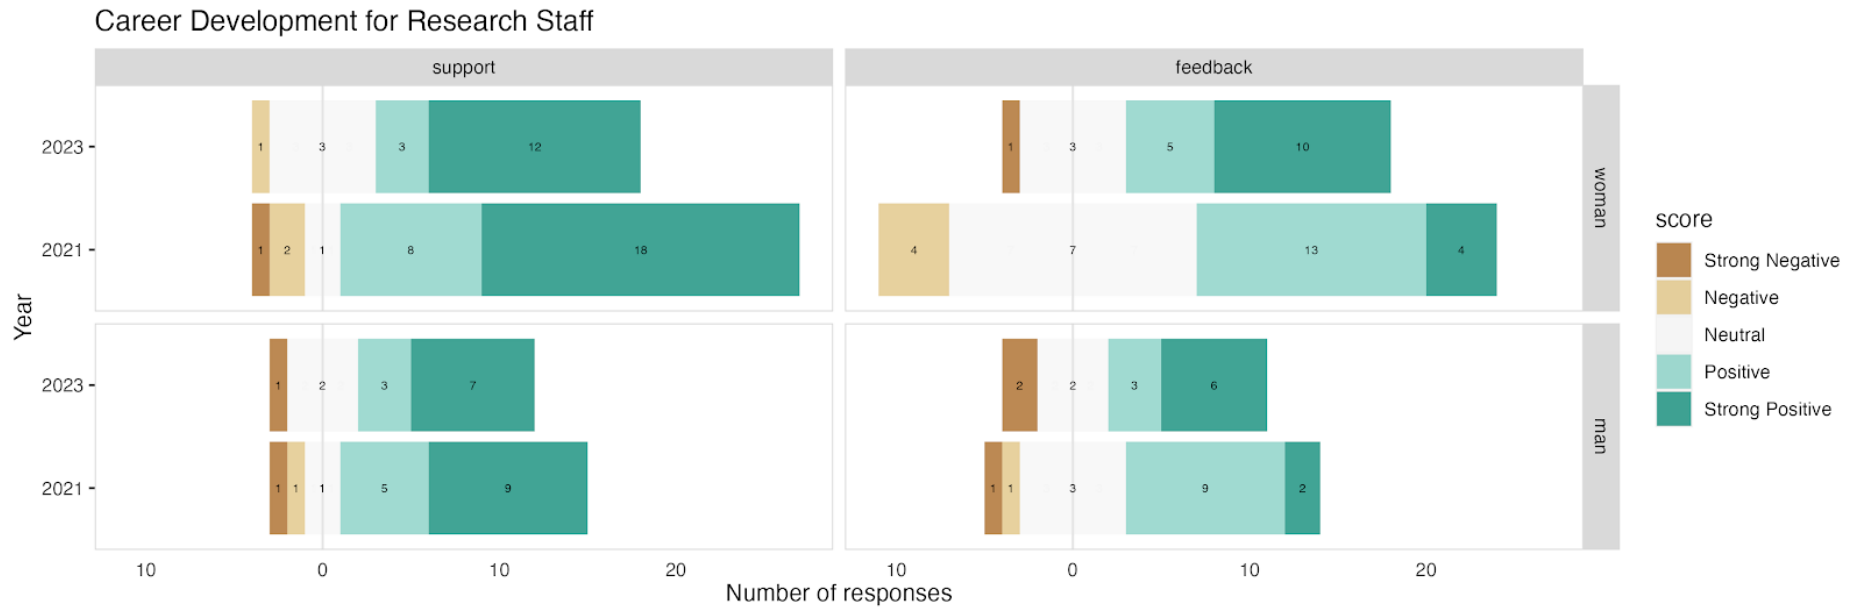 Career Development for Research Staff
support
feedback
2023
1 3 3 12
1 3 5 10
woman
2021
1 2 1 8 18
4 7 13 4
2023
1 2 3 7
2 2 3 6
man
2021
1 1 1 5 9
1 1 3 9 2
Year
10 0 10 20
10 0 10 20
Number of responses
score
Strong Negative
Negative
Neutral
Positive
Strong Positive